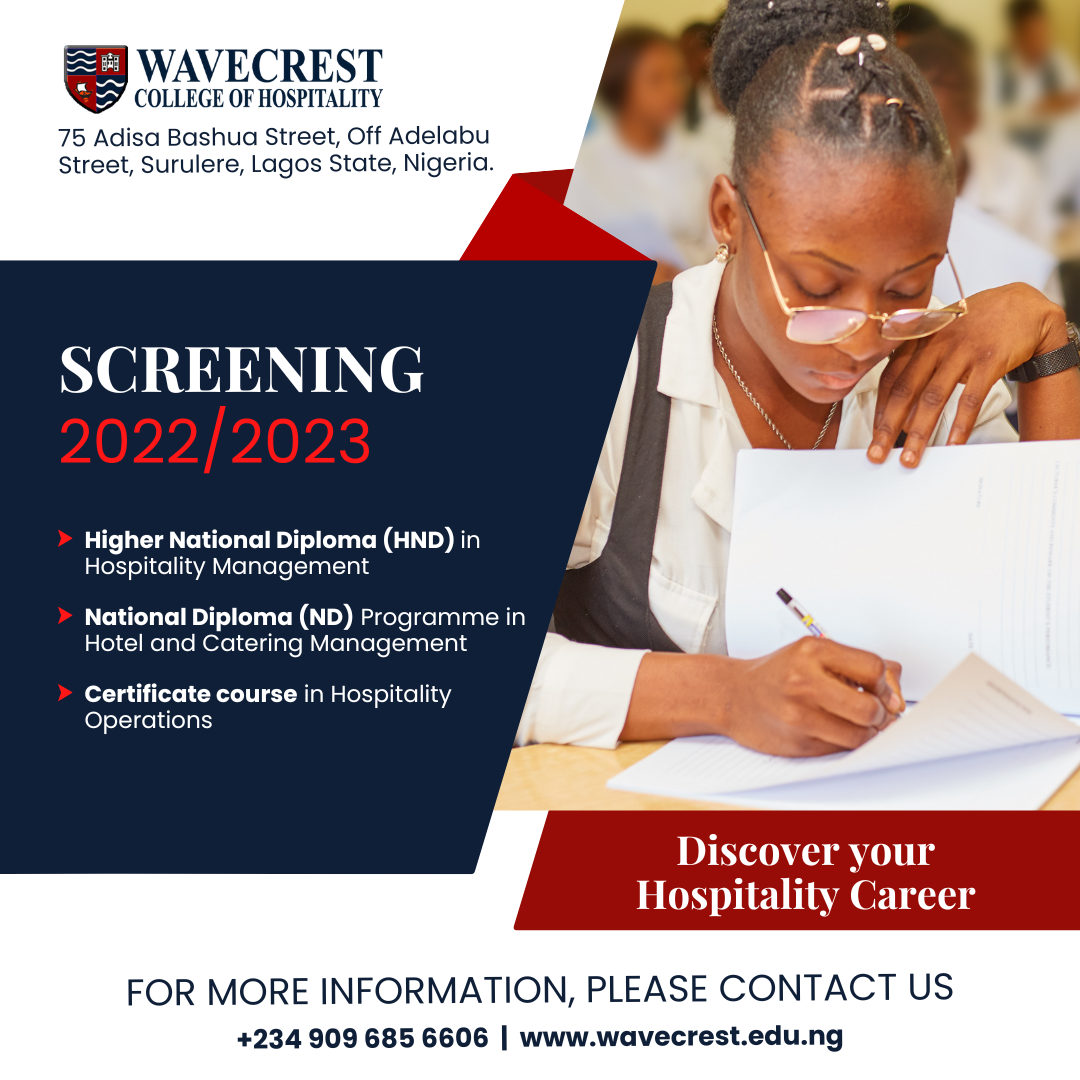 WAVECREST
COLLEGE OF HOSPITALITY
75 Adisa Bashua Street, Off Adelabu
Street, Surulere, Lagos State, Nigeria.
SCREENING
2022/2023
Higher National Diploma (HND) in
Hospitality Management
National Diploma (ND) Programme in
Hotel and Catering Management
Certificate course in Hospitality
Operations
Discover your
Hospitality Career
FOR MORE INFORMATION, PLEASE CONTACT US
+234 909 685 6606 | www.wavecrest.edu.ng